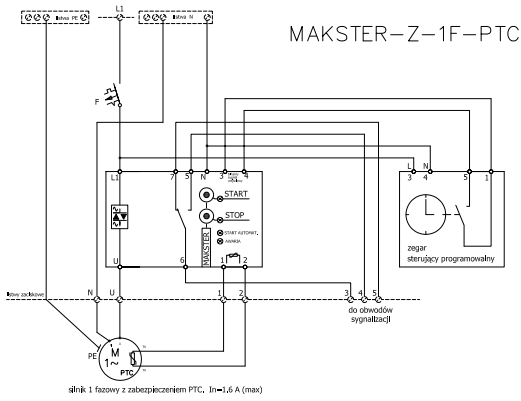 L1
listwa PE
listwa N
MAKSTER-Z-1F-PTC
F
L N
L1 7 5 N 3 4
3 4 5 1
START
STOP
START AUTOMAT.
AWARIA
MAKSTER
zegar
sterujący programowalny
U 6 1 2
listwy zaciskowe
N U 1 2 3 4 5
do obwodów
sygnalizacji
PE
M
1~
PTC
silnik 1 fazowy z zabezpieczeniem PTC. In=1,6 A (max)